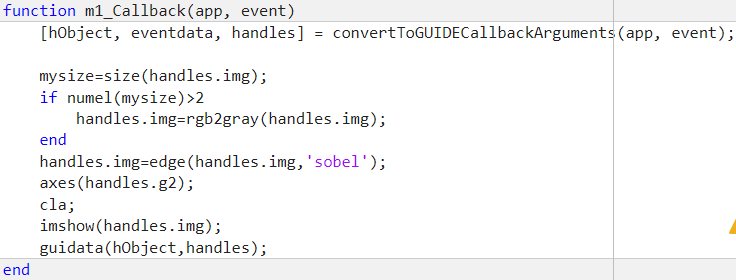 function m1_Callback(app, event)
[hObject, eventdata, handles] = convertToGUIDECallbackArguments(app, event);
mysize=size(handles.img);
if numel(mysize)>2
handles.img=rgb2gray(handles.img);
end
handles.img=edge(handles.img,'sobel');
axes(handles.g2);
cla;
imshow(handles.img);
guidata(hObject,handles);
end